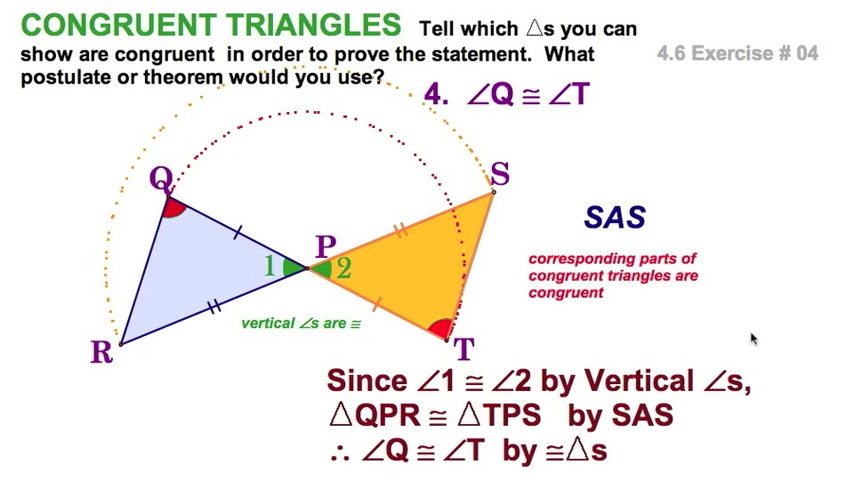 CONGRUENT TRIANGLES Tell which △s you can
show are congruent in order to prove the statement. What
postulate or theorem would you use?
4.6 Exercise # 04
4. ∠Q ≅ ∠T
Q
S
SAS
P
1
2
corresponding parts of
congruent triangles are
congruent
vertical ∠s are ≅
R
T
Since ∠1 ≅ ∠2 by Vertical ∠s,
△QPR ≅ △TPS by SAS
∴ ∠Q ≅ ∠T by ≅△s